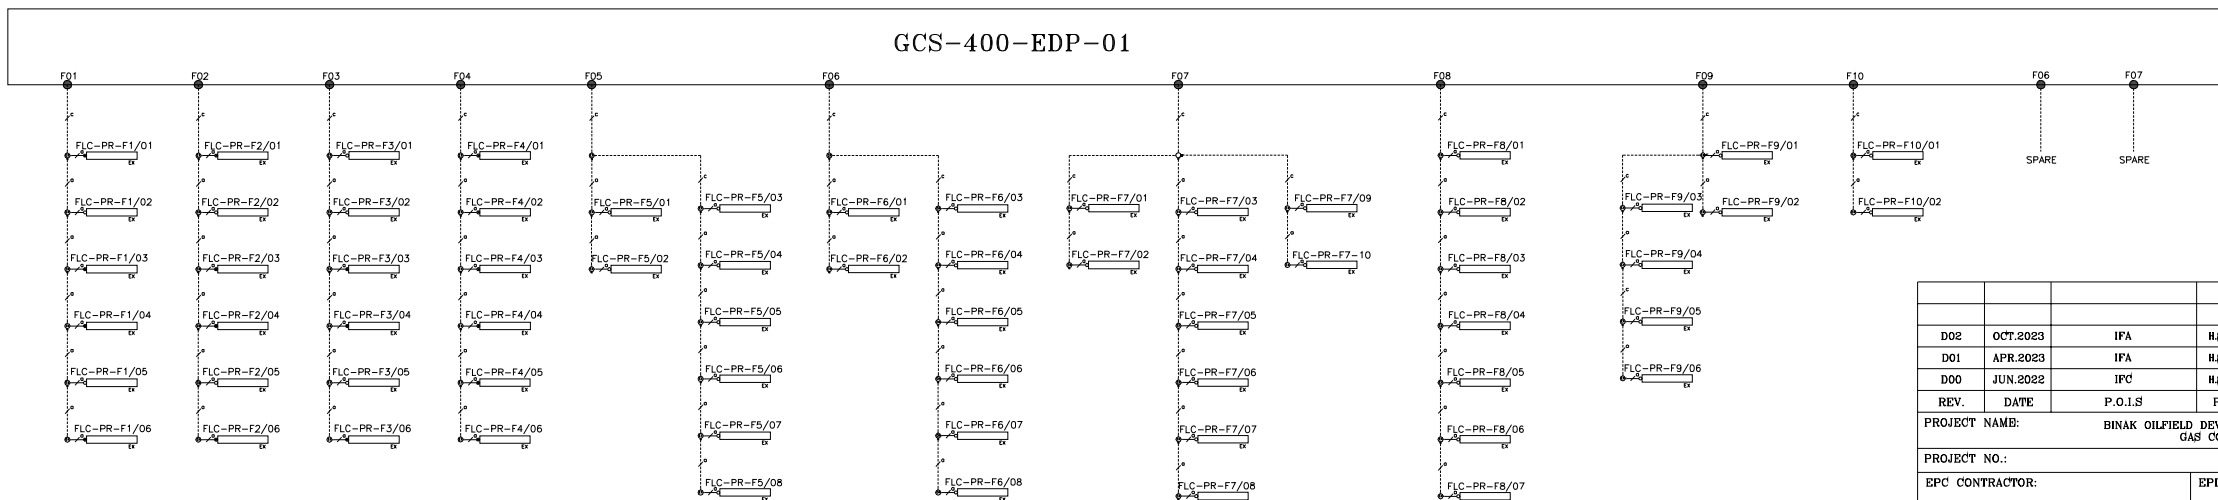 GCS-400-EDP-01
F01 F02 F03 F04 F05 F06 F07 F08 F09 F10 F06 F07
FLC-PR-F1/01 FLC-PR-F2/01 FLC-PR-F3/01 FLC-PR-F4/01 FLC-PR-F8/01 FLC-PR-F9/01 FLC-PR-F10/01
SPARE SPARE
FLC-PR-F5/03 FLC-PR-F6/03 FLC-PR-F7/01 FLC-PR-F7/09 FLC-PR-F9/03
FLC-PR-F1/02 FLC-PR-F2/02 FLC-PR-F3/02 FLC-PR-F4/02 FLC-PR-F5/01 FLC-PR-F6/01 FLC-PR-F7/03 FLC-PR-F8/02 FLC-PR-F9/02 FLC-PR-F10/02
FLC-PR-F5/04 FLC-PR-F6/04 FLC-PR-F7/02 FLC-PR-F7-10 FLC-PR-F9/04
FLC-PR-F1/03 FLC-PR-F2/03 FLC-PR-F3/03 FLC-PR-F4/03 FLC-PR-F5/02 FLC-PR-F6/02 FLC-PR-F7/04 FLC-PR-F8/03
FLC-PR-F5/05 FLC-PR-F6/05 FLC-PR-F9/05
FLC-PR-F1/04 FLC-PR-F2/04 FLC-PR-F3/04 FLC-PR-F4/04 FLC-PR-F7/05 FLC-PR-F8/04
FLC-PR-F5/06 FLC-PR-F6/06 FLC-PR-F9/06
FLC-PR-F1/05 FLC-PR-F2/05 FLC-PR-F3/05 FLC-PR-F4/05 FLC-PR-F7/06 FLC-PR-F8/05
FLC-PR-F5/07 FLC-PR-F6/07
FLC-PR-F1/06 FLC-PR-F2/06 FLC-PR-F3/06 FLC-PR-F4/06 FLC-PR-F7/07 FLC-PR-F8/06
FLC-PR-F5/08 FLC-PR-F6/08 FLC-PR-F7/08 FLC-PR-F8/07
D02 OCT.2023 IFA
D01 APR.2023 IFA
D00 JUN.2022 IFC
REV. DATE P.O.I.S
PROJECT NAME: BINAK OILFIELD DEV
GAS CO
PROJECT NO.:
EPC CONTRACTOR: EPD